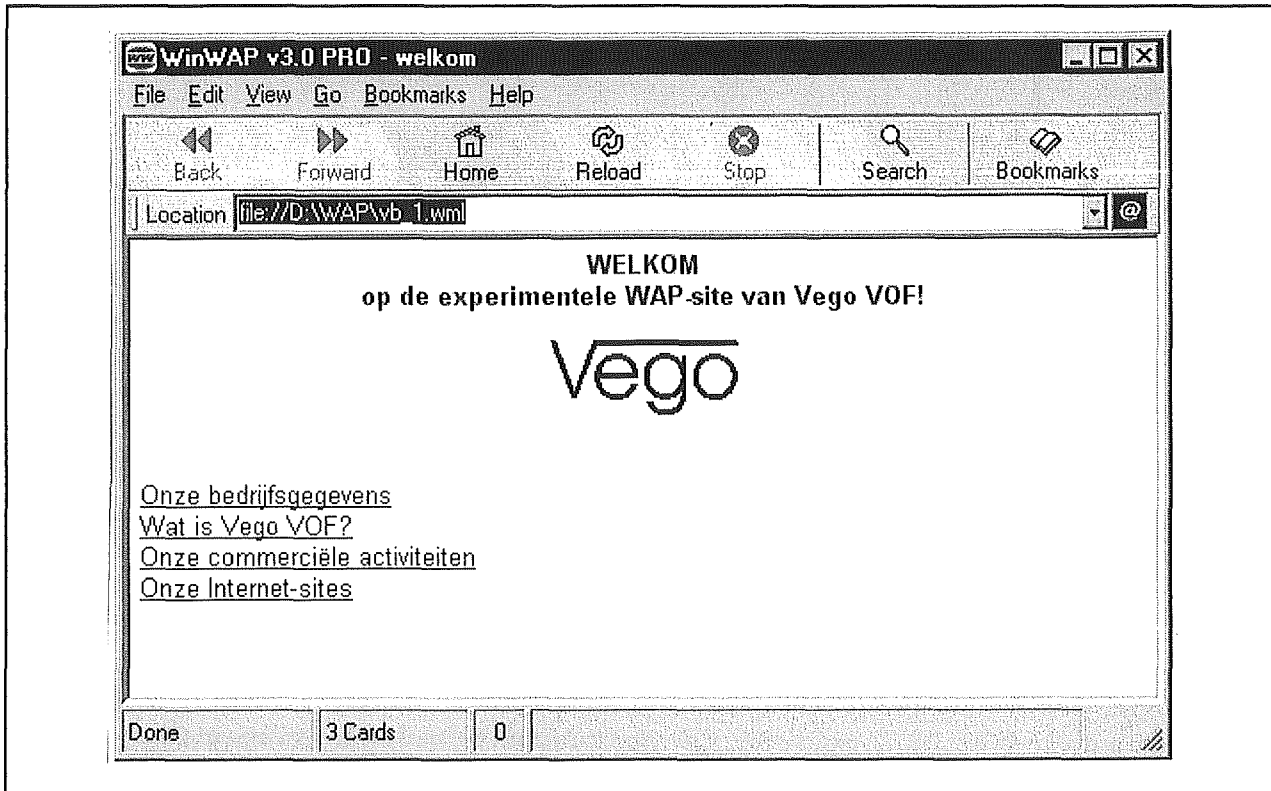 WinWAP v3.0 PRO - welkom
File Edit View Go Bookmarks Help
Back Forward Home Reload Stop Search Bookmarks
Location file://D:\WAP\vb_1.wml @
WELKOM
op de experimentele WAP-site van Vego VOF!
Vego
Onze bedrijfsgegevens
Wat is Vego VOF?
Onze commerciële activiteiten
Onze Internet-sites
Done 3 Cards 0